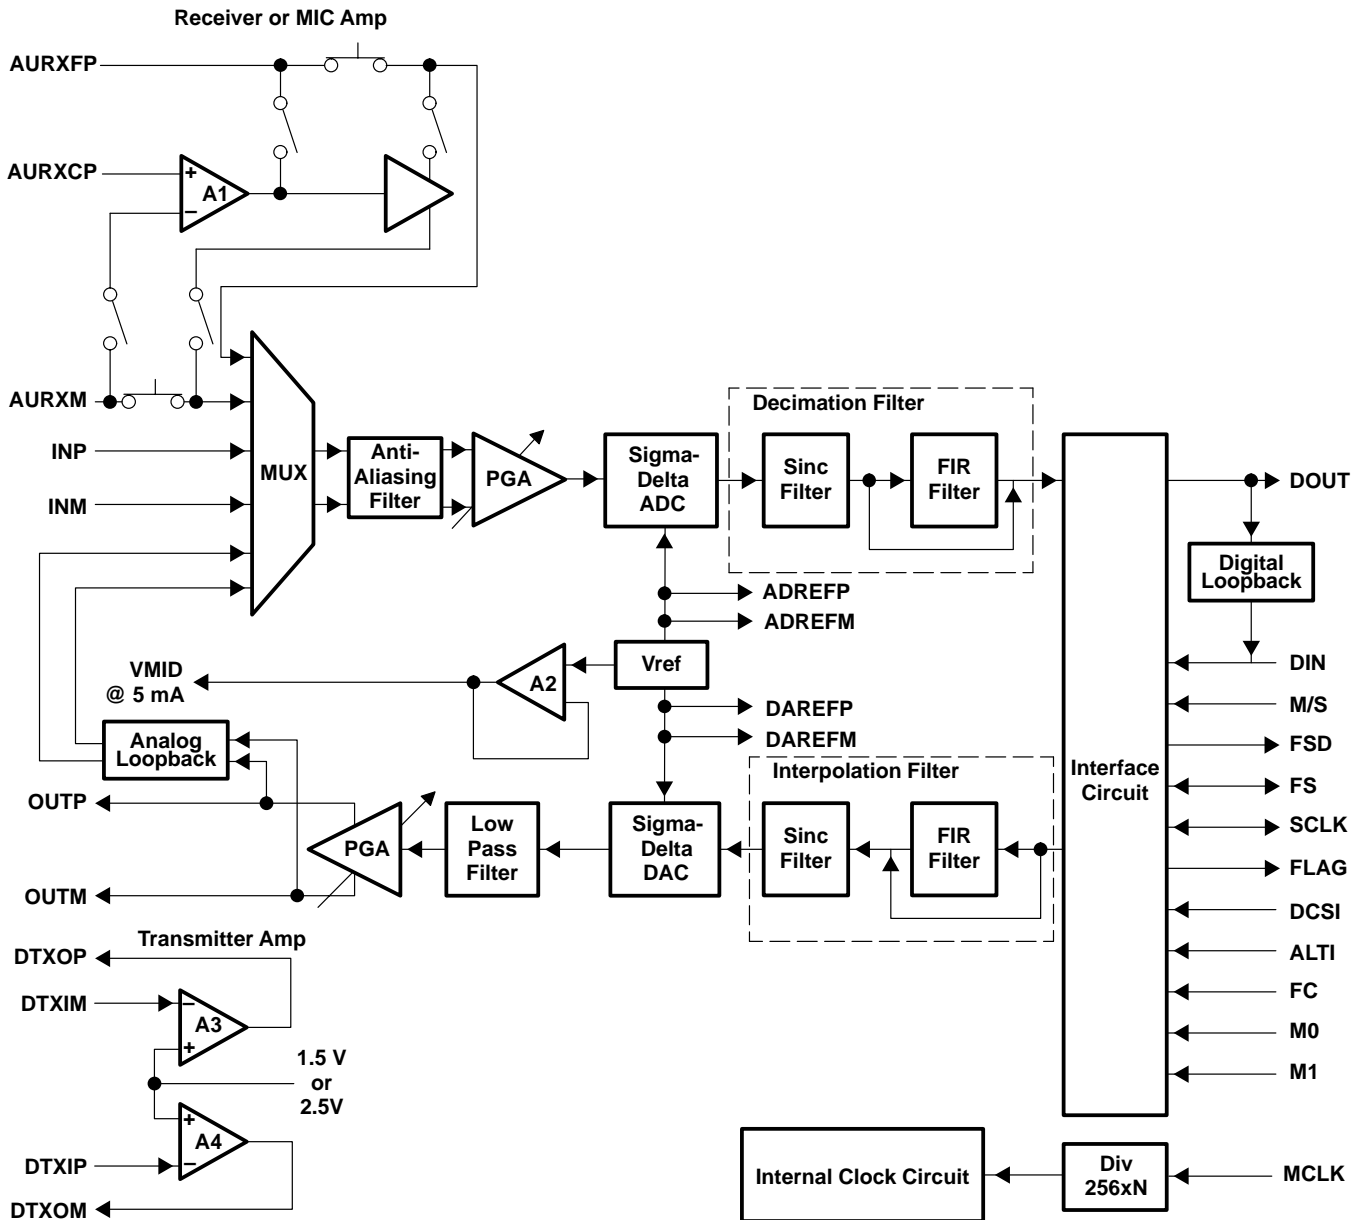 Receiver or MIC Amp
AURXFP
AURXCP
+
A1
−
AURXM
INP
INM
MUX
Anti-
Aliasing
Filter
PGA
Sigma-
Delta
ADC
Decimation Filter
Sinc
Filter
FIR
Filter
DOUT
Digital
Loopback
ADREFP
ADREFM
VMID
@ 5 mA
A2
Vref
DIN
M/S
DAREFP
DAREFM
FSD
Analog
Loopback
Interpolation Filter
Interface
Circuit
FS
OUTP
PGA
Low
Pass
Filter
Sigma-
Delta
DAC
Sinc
Filter
FIR
Filter
SCLK
FLAG
OUTM
DCSI
Transmitter Amp
DTXOP
ALTI
DTXIM
−
A3
+
FC
M0
1.5 V
or
2.5V
M1
+
A4
−
DTXIP
DTXOM
Internal Clock Circuit
Div
256xN
MCLK